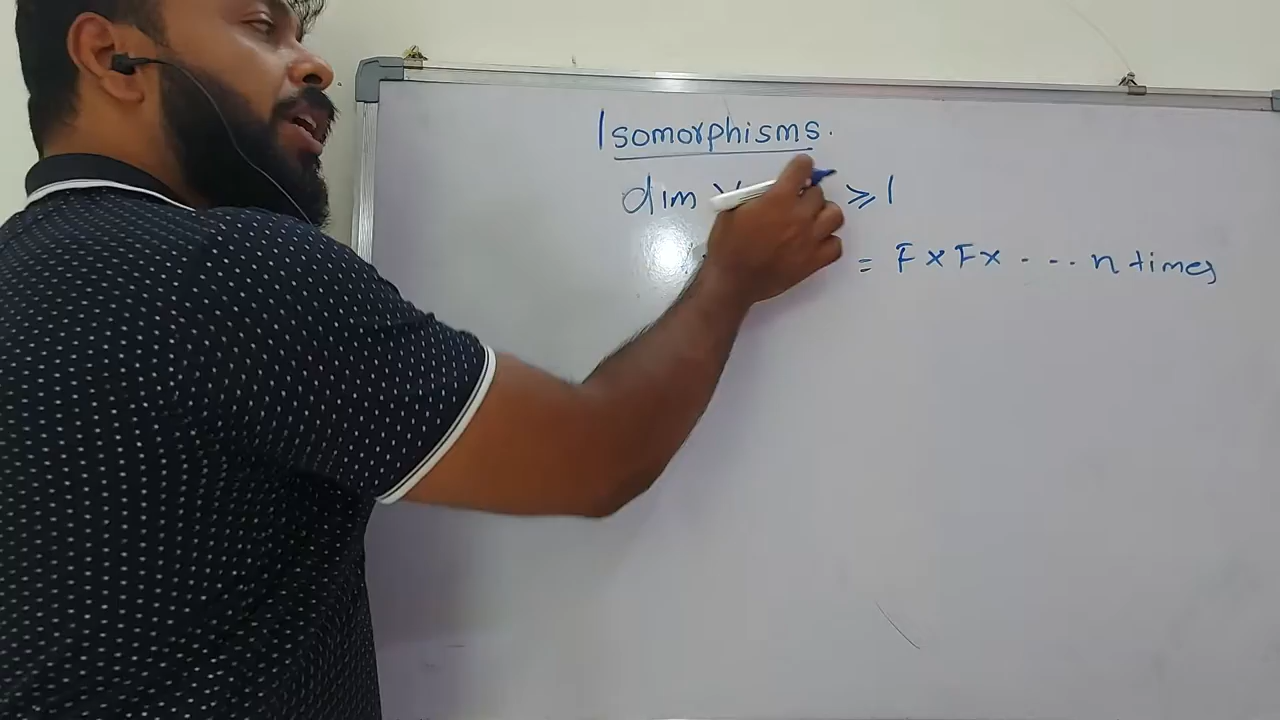 Isomorphisms.
dim V ≥ 1
= F × F × ... n times